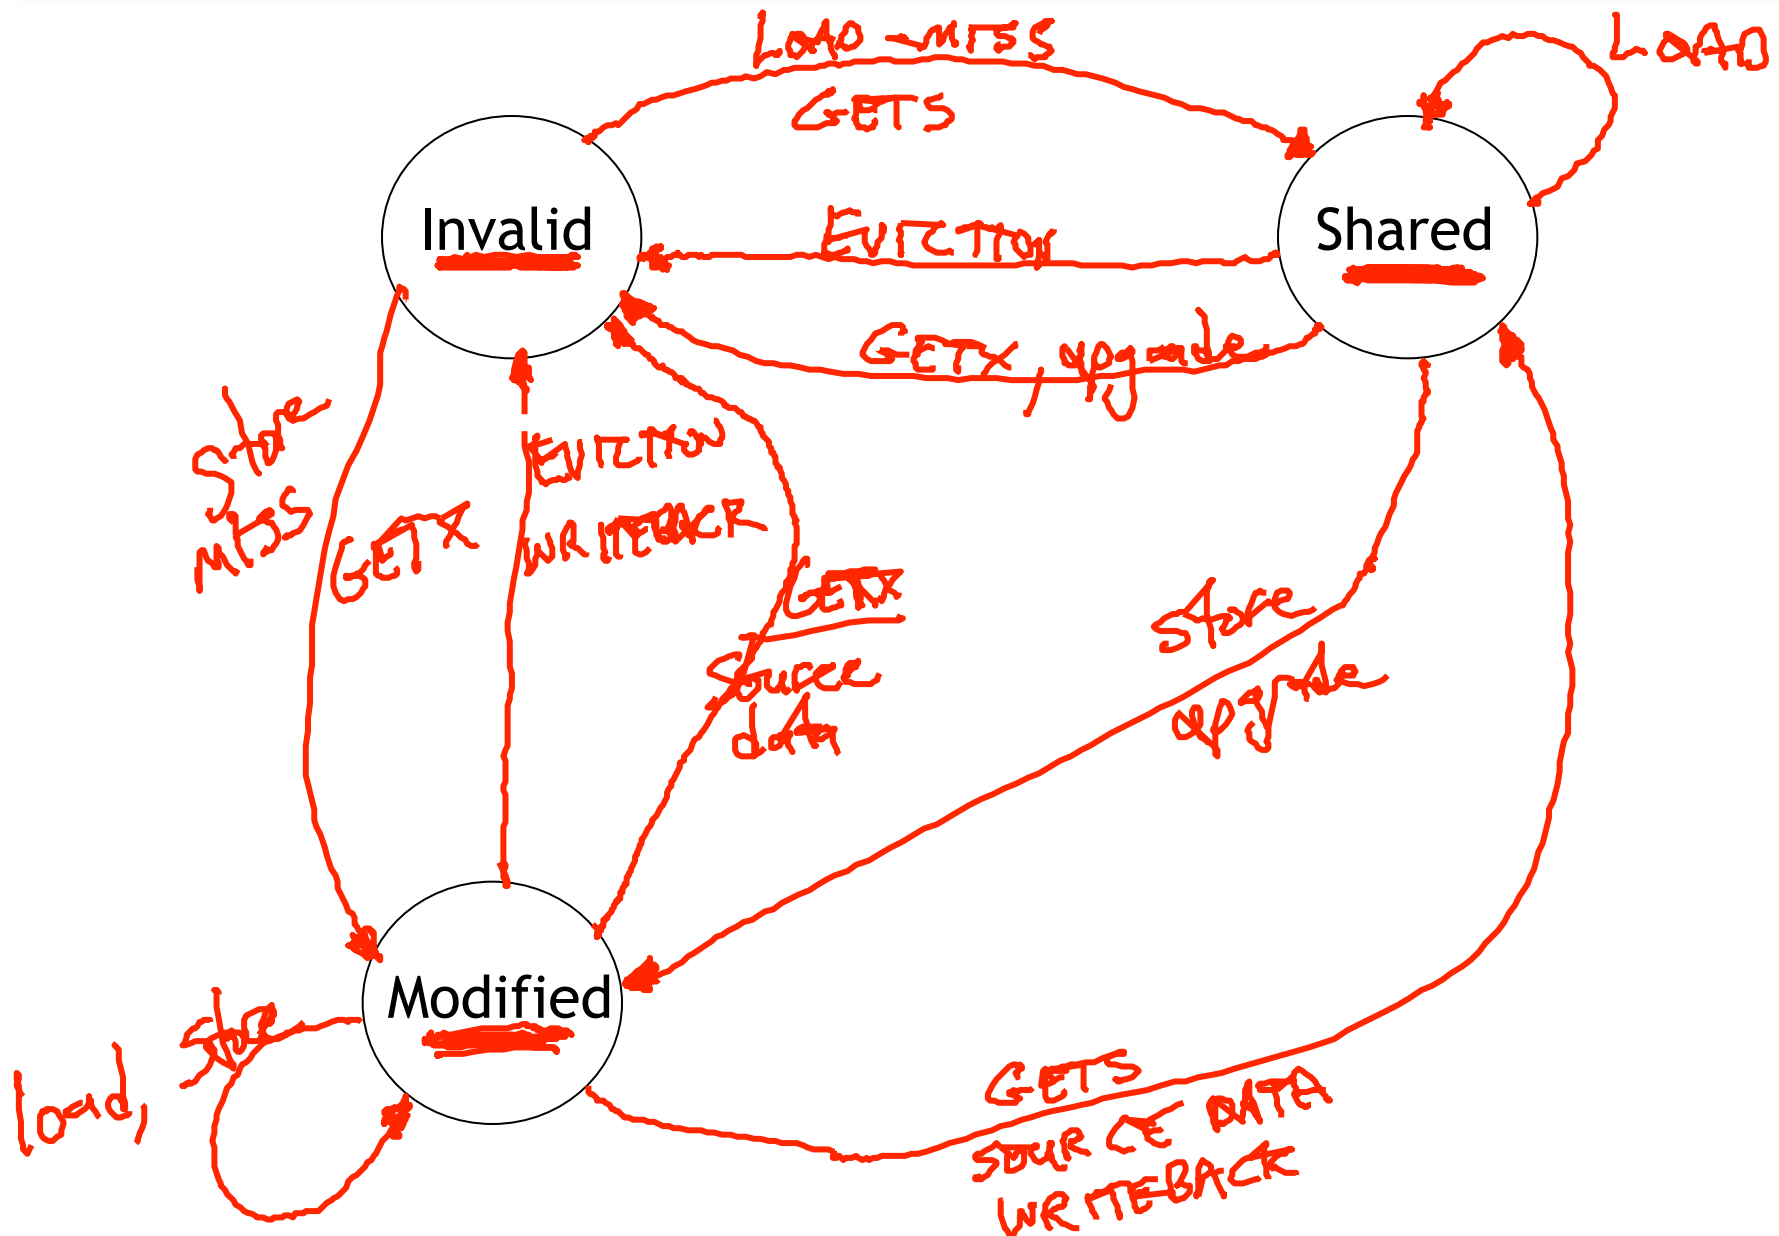 LOAD-MISS
LOAD
GETS
Invalid
Shared
EVICTION
GETX, upgrade
Store
MISS
GETX
EVICTION
WRITEBACK
GETX
Source
data
store
upgrade
Modified
load, store
GETS
SOURCE DATA
WRITEBACK